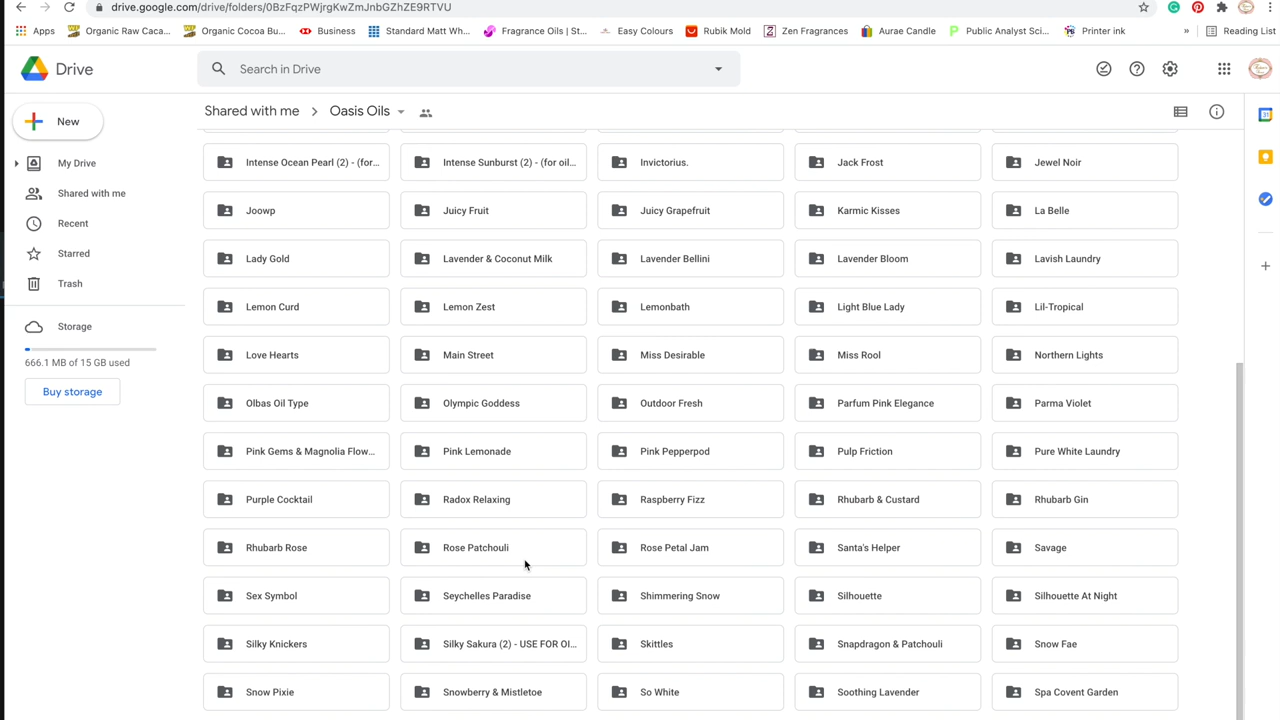 drive.google.com/drive/folders/0BzFqzPWjrgKwZmJnbGZhZE9RTVU
Apps
Organic Raw Caca...
Organic Cocoa Bu...
Business
Standard Matt Wh...
Fragrance Oils | St...
Easy Colours
Rubik Mold
Zen Fragrances
Aurae Candle
Public Analyst Sci...
Printer ink
»
Reading List
Drive
Search in Drive
New
My Drive
Shared with me
Recent
Starred
Trash
Storage
666.1 MB of 15 GB used
Buy storage
Shared with me > Oasis Oils
Intense Ocean Pearl (2) - (for...
Intense Sunburst (2) - (for oil...
Invictorius.
Jack Frost
Jewel Noir
Joowp
Juicy Fruit
Juicy Grapefruit
Karmic Kisses
La Belle
Lady Gold
Lavender & Coconut Milk
Lavender Bellini
Lavender Bloom
Lavish Laundry
Lemon Curd
Lemon Zest
Lemonbath
Light Blue Lady
Lil-Tropical
Love Hearts
Main Street
Miss Desirable
Miss Rool
Northern Lights
Olbas Oil Type
Olympic Goddess
Outdoor Fresh
Parfum Pink Elegance
Parma Violet
Pink Gems & Magnolia Flow...
Pink Lemonade
Pink Pepperpod
Pulp Friction
Pure White Laundry
Purple Cocktail
Radox Relaxing
Raspberry Fizz
Rhubarb & Custard
Rhubarb Gin
Rhubarb Rose
Rose Patchouli
Rose Petal Jam
Santa's Helper
Savage
Sex Symbol
Seychelles Paradise
Shimmering Snow
Silhouette
Silhouette At Night
Silky Knickers
Silky Sakura (2) - USE FOR OI...
Skittles
Snapdragon & Patchouli
Snow Fae
Snow Pixie
Snowberry & Mistletoe
So White
Soothing Lavender
Spa Covent Garden